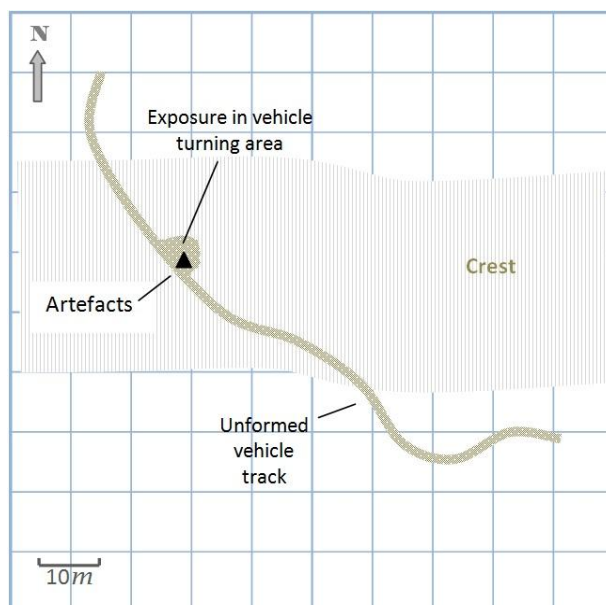 N
Exposure in vehicle
turning area
Crest
Artefacts
Unformed
vehicle
track
10m